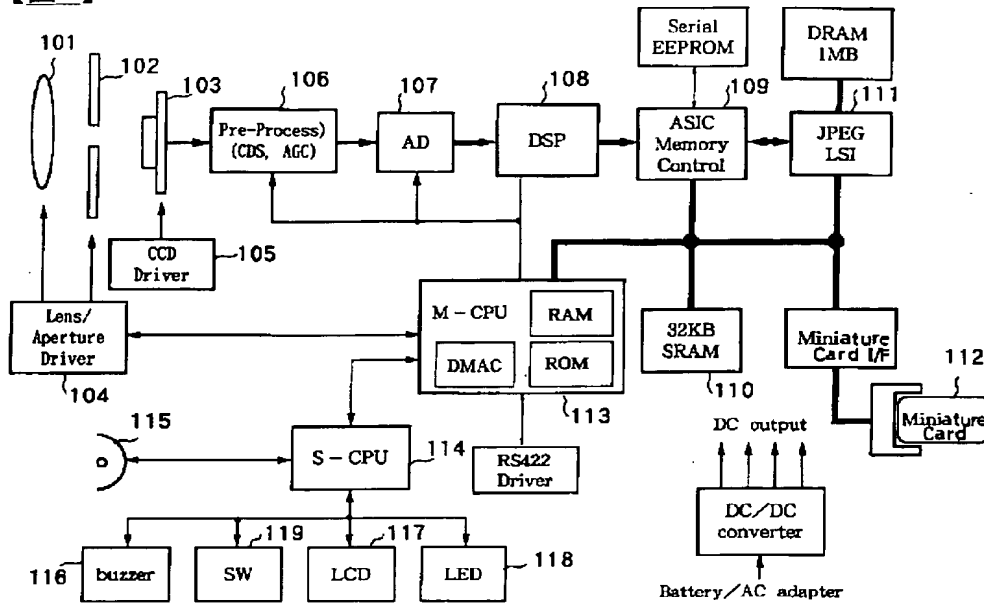 101
102
103
106
Pre-Process)
(CDS, AGC)
107
AD
108
DSP
Serial
EEPROM
109
ASIC
Memory
Control
DRAM
1MB
111
JPEG
LSI
CCD
Driver
105
Lens/
Aperture
Driver
104
M-CPU
RAM
DMAC
ROM
113
32KB
SRAM
110
Miniature
Card I/F
112
Miniature
Card
115
S-CPU
114
RS422
Driver
DC output
DC/DC
converter
Battery/AC adapter
116
buzzer
119
SW
117
LCD
LED
118